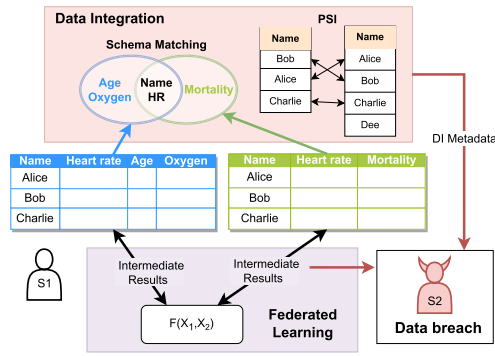 Data Integration
PSI
Schema Matching
Age
Oxygen
Name
HR
Mortality
Name
Bob
Alice
Charlie
Name
Alice
Bob
Charlie
Dee
DI Metadata
Name Heart rate Age Oxygen
Alice
Bob
Charlie
Name Heart rate Mortality
Alice
Bob
Charlie
S1
Intermediate
Results
Intermediate
Results
F(X₁,X₂)
Federated
Learning
S2
Data breach